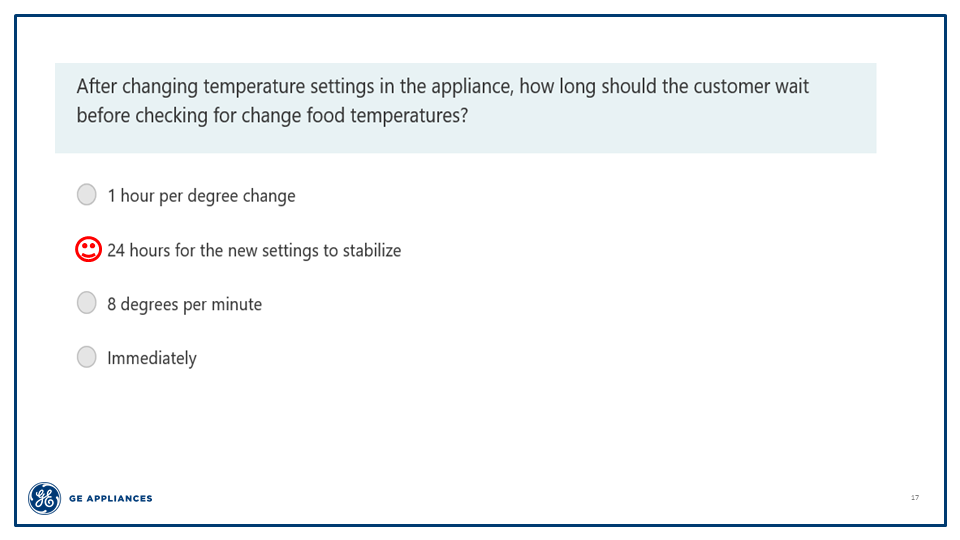 After changing temperature settings in the appliance, how long should the customer wait
before checking for change food temperatures?
1 hour per degree change
24 hours for the new settings to stabilize
8 degrees per minute
Immediately
GE GE APPLIANCES
17